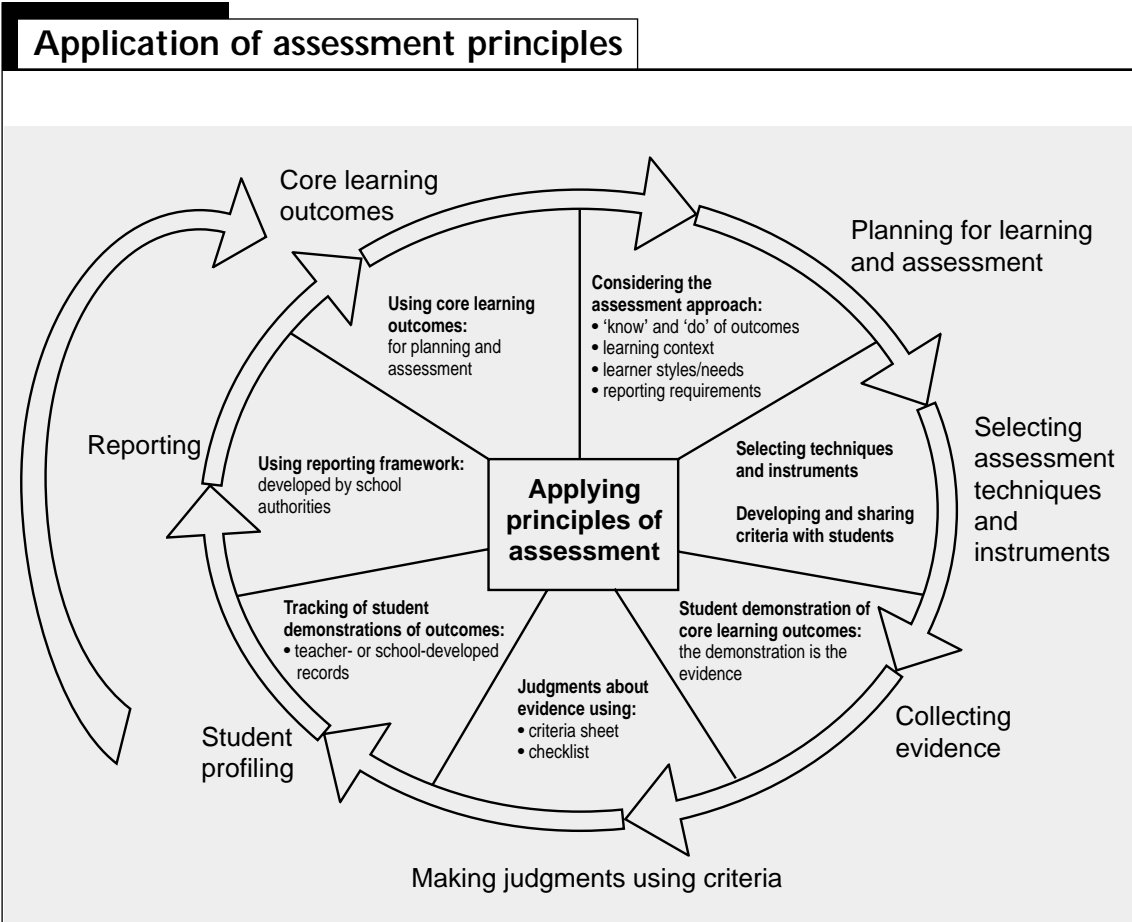 Application of assessment principles
Core learning
outcomes
Planning for learning
and assessment
Selecting
assessment
techniques
and
instruments
Collecting
evidence
Making judgments using criteria
Student
profiling
Reporting
Using core learning
outcomes:
for planning and
assessment
Considering the
assessment approach:
• ‘know’ and ‘do’ of outcomes
• learning context
• learner styles/needs
• reporting requirements
Selecting techniques
and instruments
Developing and sharing
criteria with students
Student demonstration of
core learning outcomes:
the demonstration is the
evidence
Judgments about
evidence using:
• criteria sheet
• checklist
Tracking of student
demonstrations of outcomes:
• teacher- or school-developed
records
Using reporting framework:
developed by school
authorities
Applying
principles of
assessment